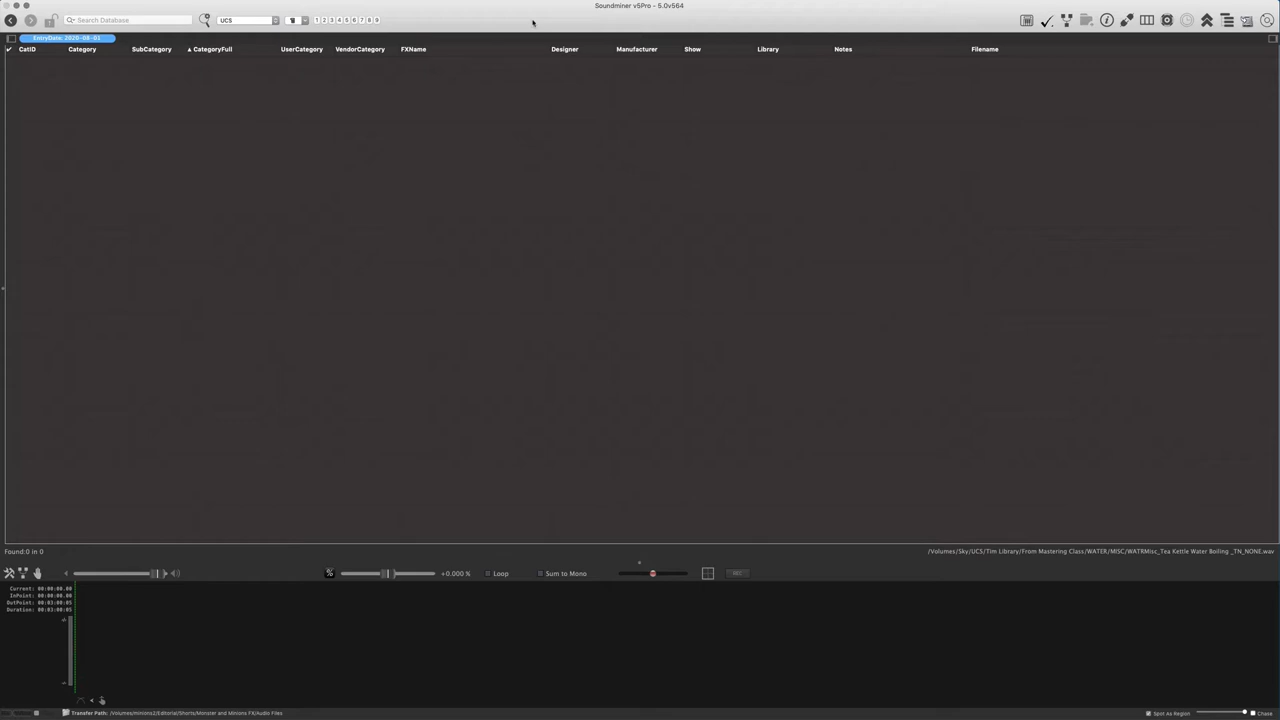 Soundminer v5Pro - 5.0v564
Search Database
UCS
1 2 3 4 5 6 7 8 9
EntryDate: 2020-08-01
CatID Category SubCategory ▲ CategoryFull UserCategory VendorCategory FXName Designer Manufacturer Show Library Notes Filename
Found:0 in 0
/Volumes/Sky/UCS/Tim Library/From Mastering Class/WATER/MISC/WATRMisc_Tea Kettle Water Boiling _TN_NONE.wav
% +0.000 % Loop Sum to Mono REC
Current: 00:00:00.00
InPoint: 00:00:00.00
OutPoint: 00:03:00:05
Duration: 00:03:00:05
Transfer Path: /Volumes/minions2/Editorial/Shorts/Monster and Minions FX/Audio Files
Spot As Region Chase